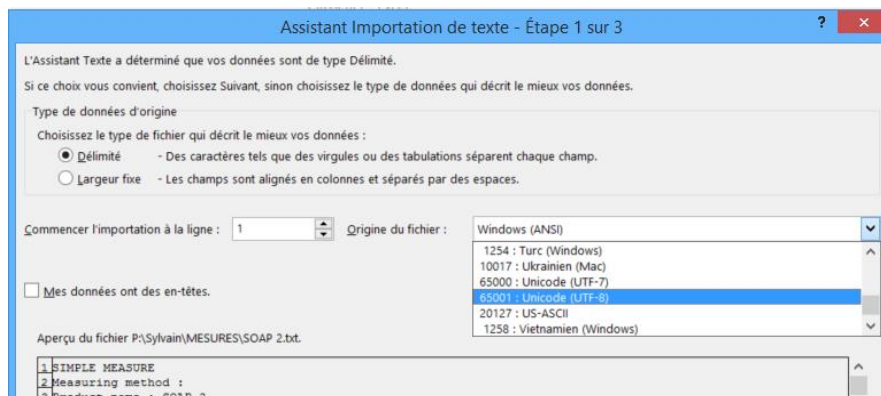 Assistant Importation de texte - Étape 1 sur 3
?
L'Assistant Texte a déterminé que vos données sont de type Délimité.
Si ce choix vous convient, choisissez Suivant, sinon choisissez le type de données qui décrit le mieux vos données.
Type de données d'origine
Choisissez le type de fichier qui décrit le mieux vos données :
Délimité - Des caractères tels que des virgules ou des tabulations séparent chaque champ.
Largeur fixe - Les champs sont alignés en colonnes et séparés par des espaces.
Commencer l'importation à la ligne : 1 Origine du fichier : Windows (ANSI)
1254 : Turc (Windows)
10017 : Ukrainien (Mac)
65000 : Unicode (UTF-7)
65001 : Unicode (UTF-8)
20127 : US-ASCII
1258 : Vietnamien (Windows)
Mes données ont des en-têtes.
Aperçu du fichier P:\Sylvain\MESURES\SOAP 2.txt.
1 SIMPLE MEASURE
2 Measuring method :
3 Product name : SOAP 2